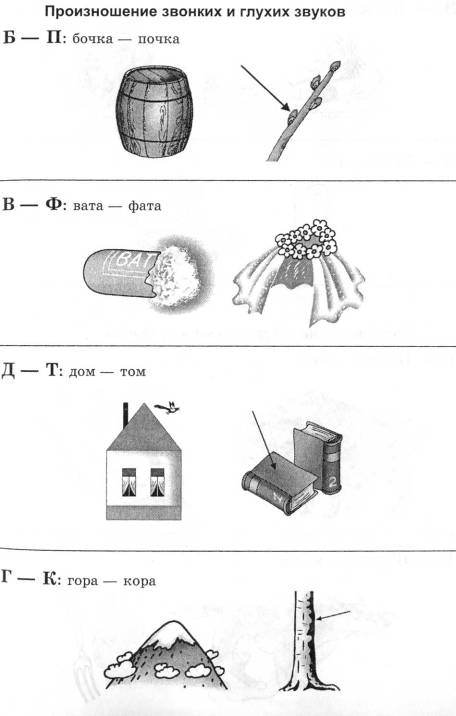 Произношение звонких и глухих звуков
Б — П: бочка — почка
В — Ф: вата — фата
ВАТ
Д — Т: дом — том
2
Г — К: гора — кора